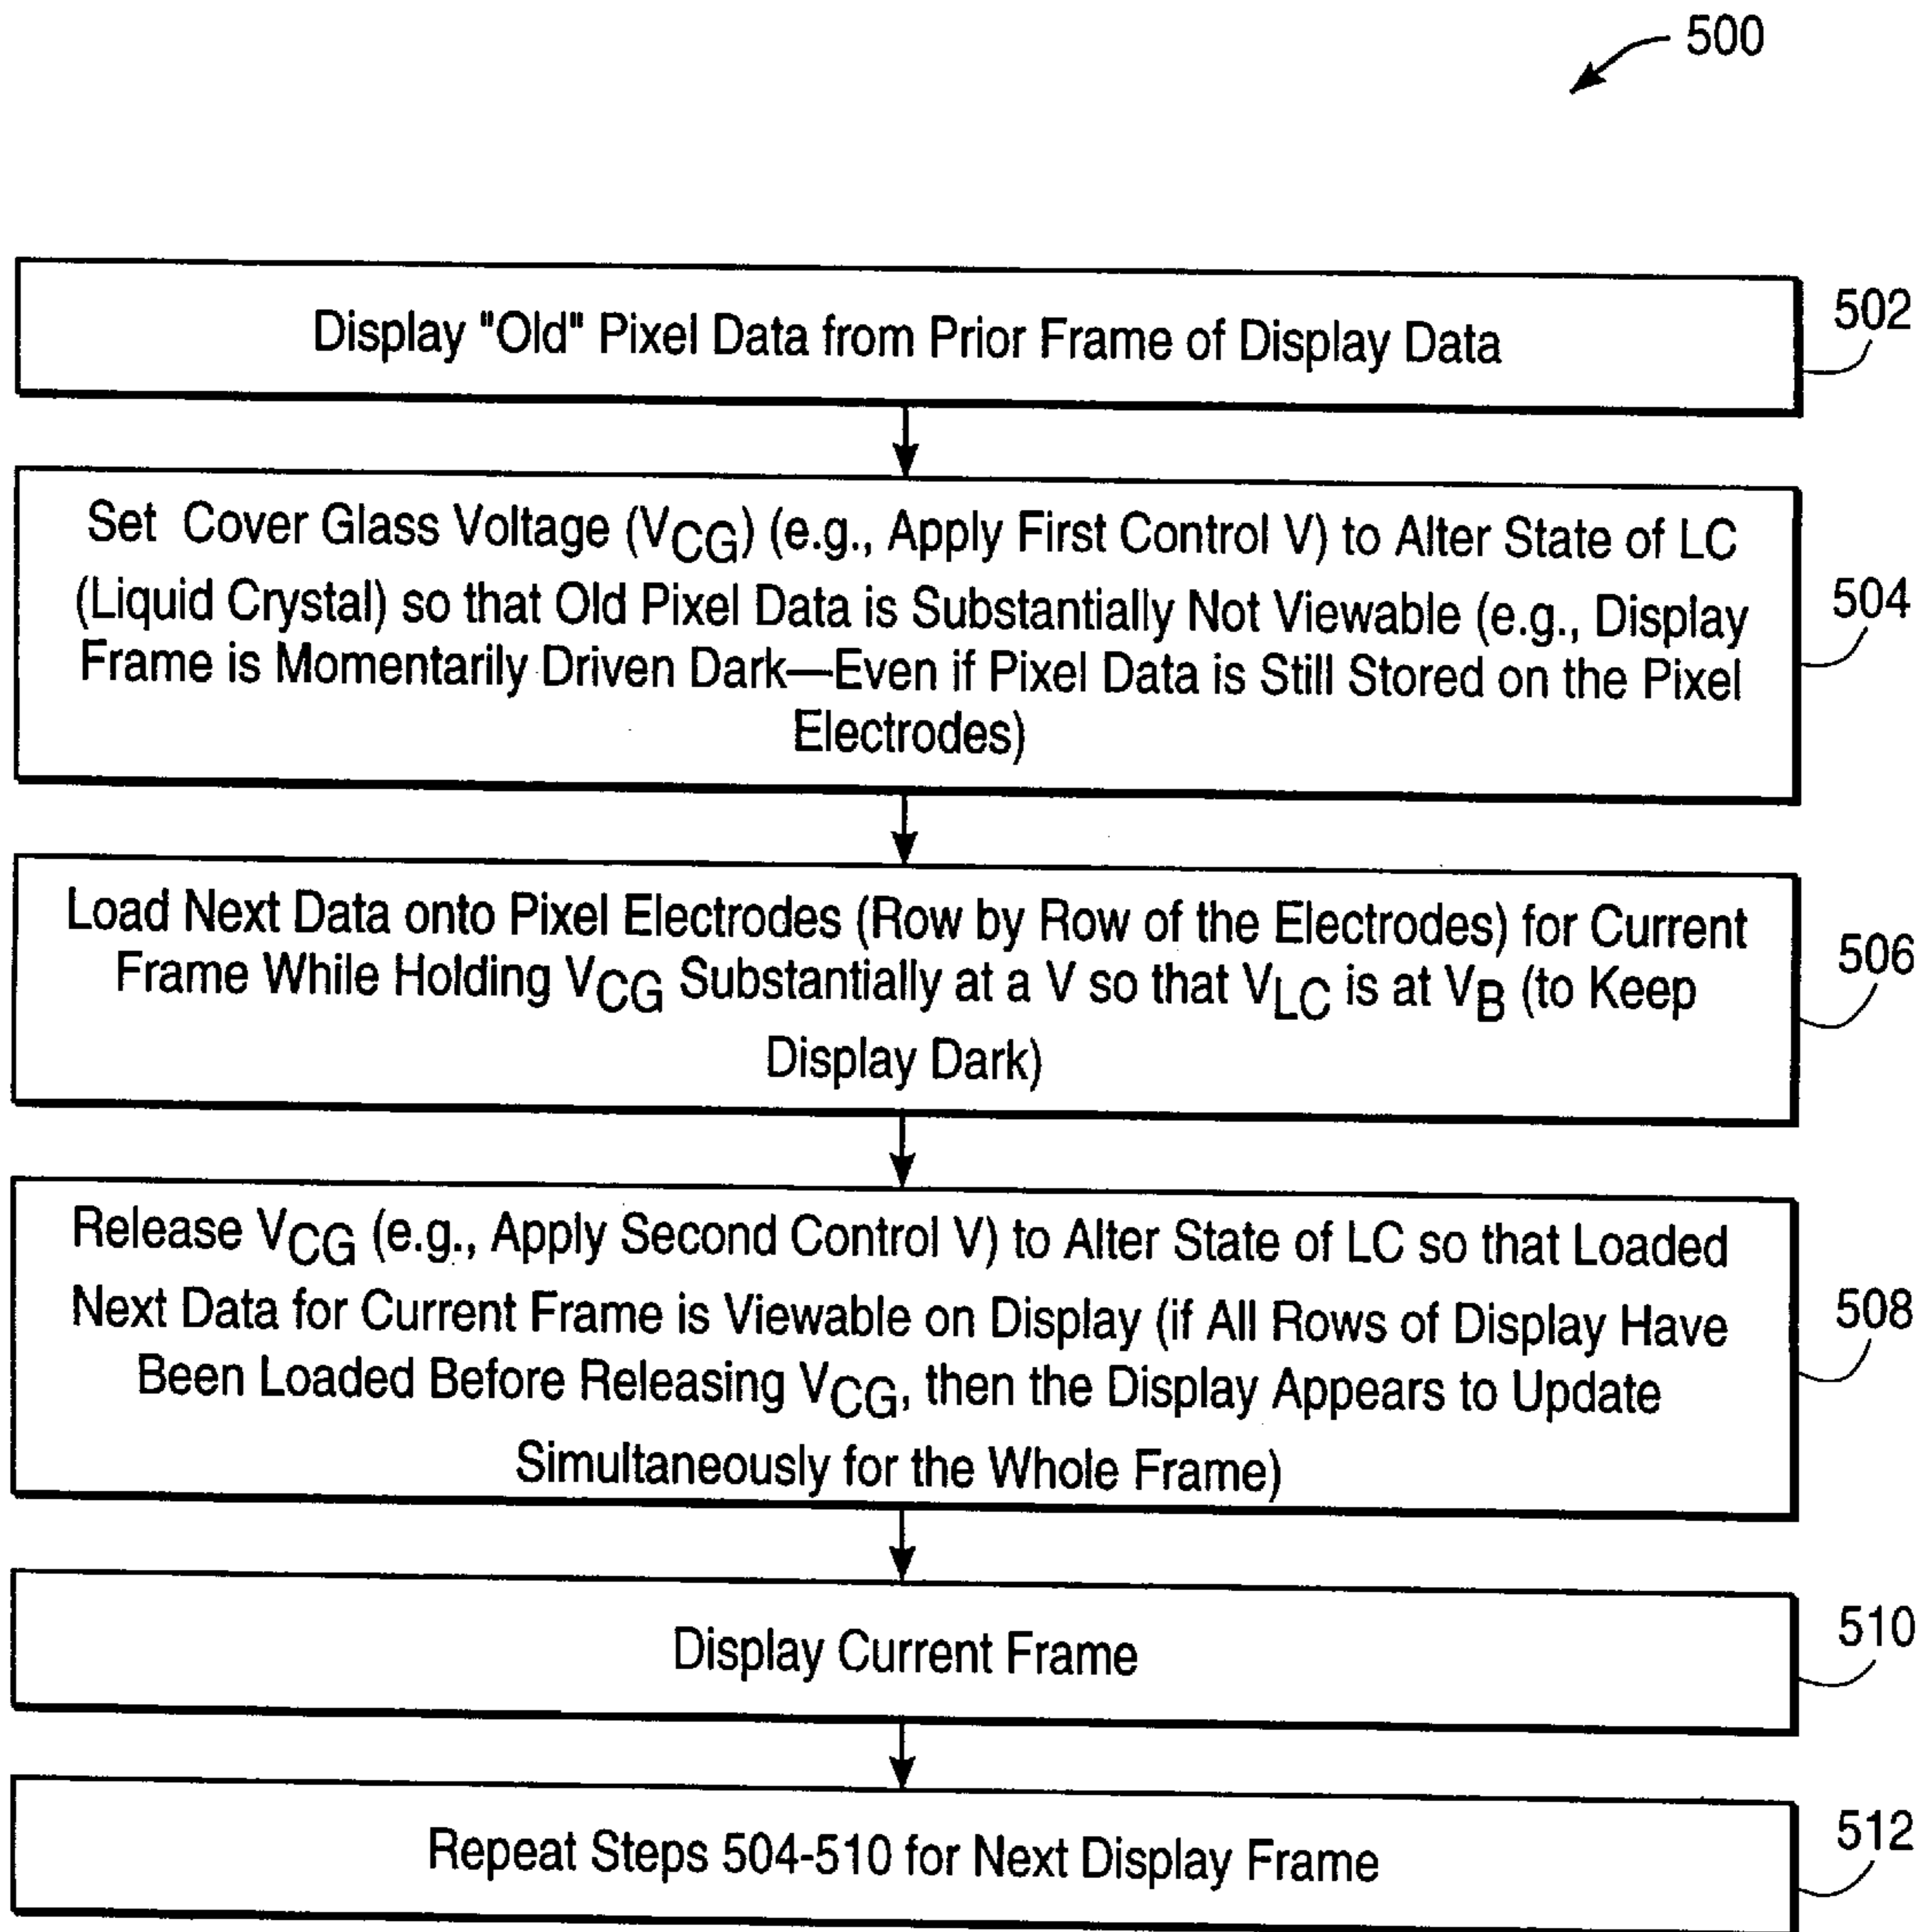 500
Display "Old" Pixel Data from Prior Frame of Display Data
502
Set Cover Glass Voltage (VCG) (e.g., Apply First Control V) to Alter State of LC
(Liquid Crystal) so that Old Pixel Data is Substantially Not Viewable (e.g., Display
Frame is Momentarily Driven Dark—Even if Pixel Data is Still Stored on the Pixel
Electrodes)
504
Load Next Data onto Pixel Electrodes (Row by Row of the Electrodes) for Current
Frame While Holding VCG Substantially at a V so that VLC is at VB (to Keep
Display Dark)
506
Release VCG (e.g., Apply Second Control V) to Alter State of LC so that Loaded
Next Data for Current Frame is Viewable on Display (if All Rows of Display Have
Been Loaded Before Releasing VCG, then the Display Appears to Update
Simultaneously for the Whole Frame)
508
Display Current Frame
510
Repeat Steps 504-510 for Next Display Frame
512